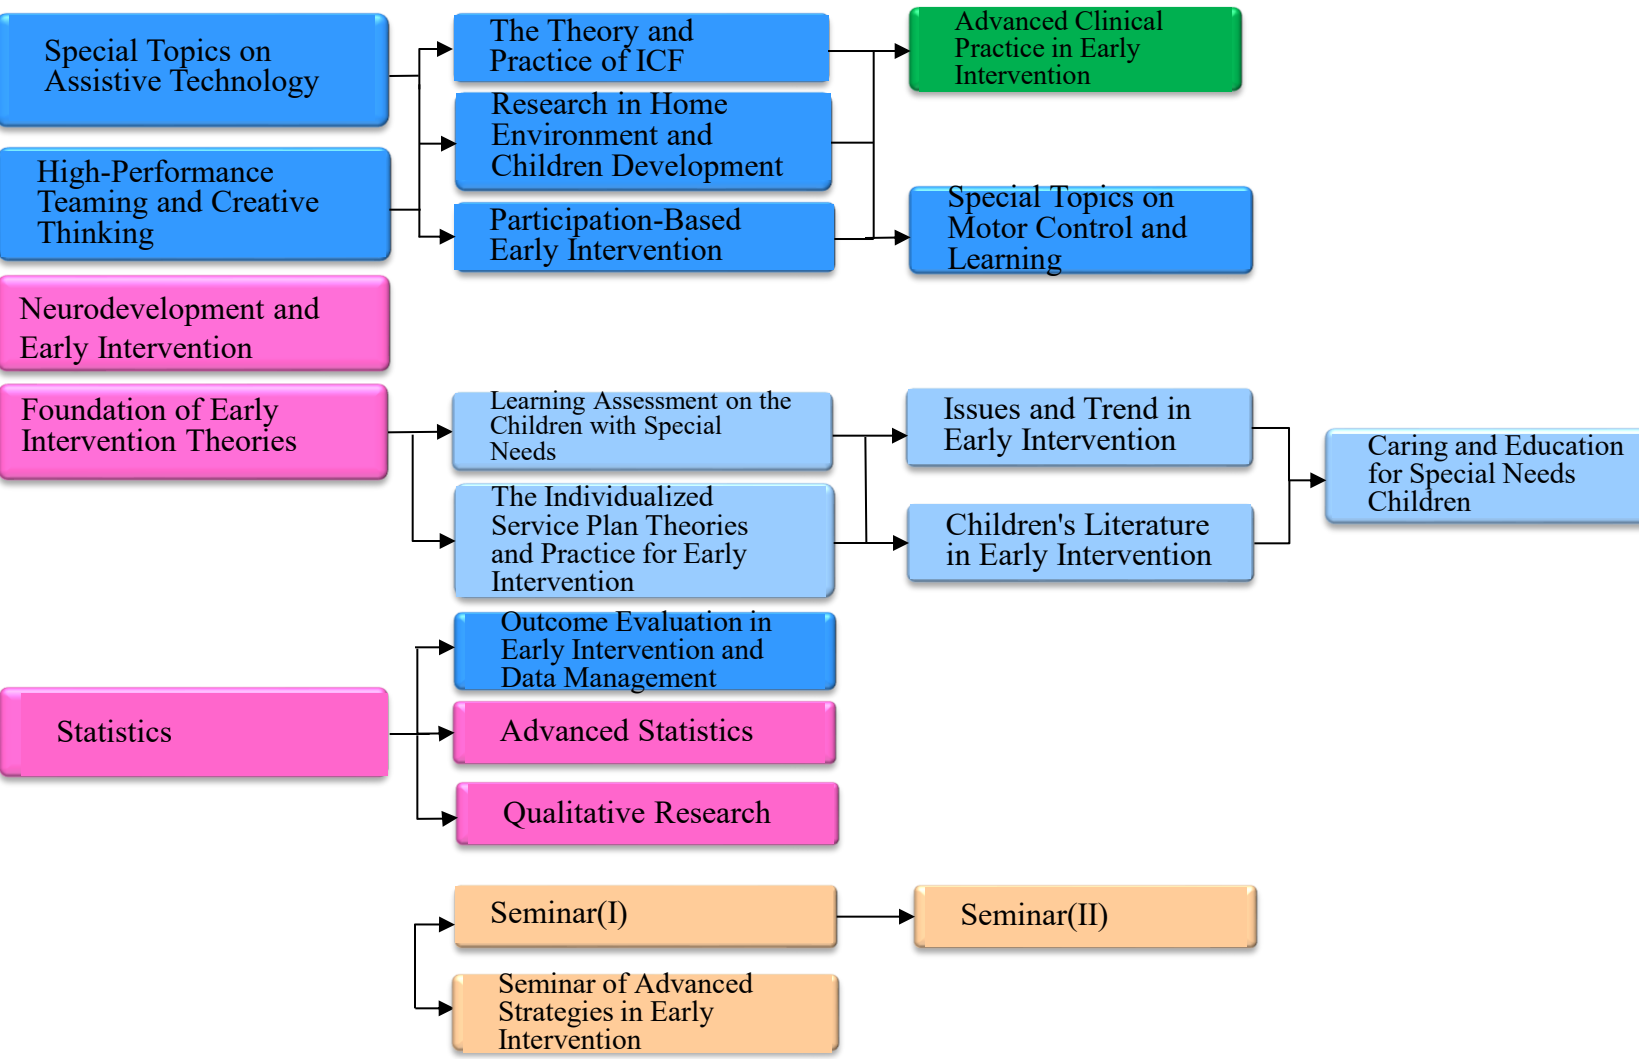 Special Topics on
Assistive Technology
The Theory and
Practice of ICF
Advanced Clinical
Practice in Early
Intervention
High-Performance
Teaming and Creative
Thinking
Research in Home
Environment and
Children Development
Participation-Based
Early Intervention
Special Topics on
Motor Control and
Learning
Neurodevelopment and
Early Intervention
Foundation of Early
Intervention Theories
Learning Assessment on the
Children with Special
Needs
Issues and Trend in
Early Intervention
Caring and Education
for Special Needs
Children
The Individualized
Service Plan Theories
and Practice for Early
Intervention
Children's Literature
in Early Intervention
Outcome Evaluation in
Early Intervention and
Data Management
Statistics
Advanced Statistics
Qualitative Research
Seminar(I)
Seminar(II)
Seminar of Advanced
Strategies in Early
Intervention